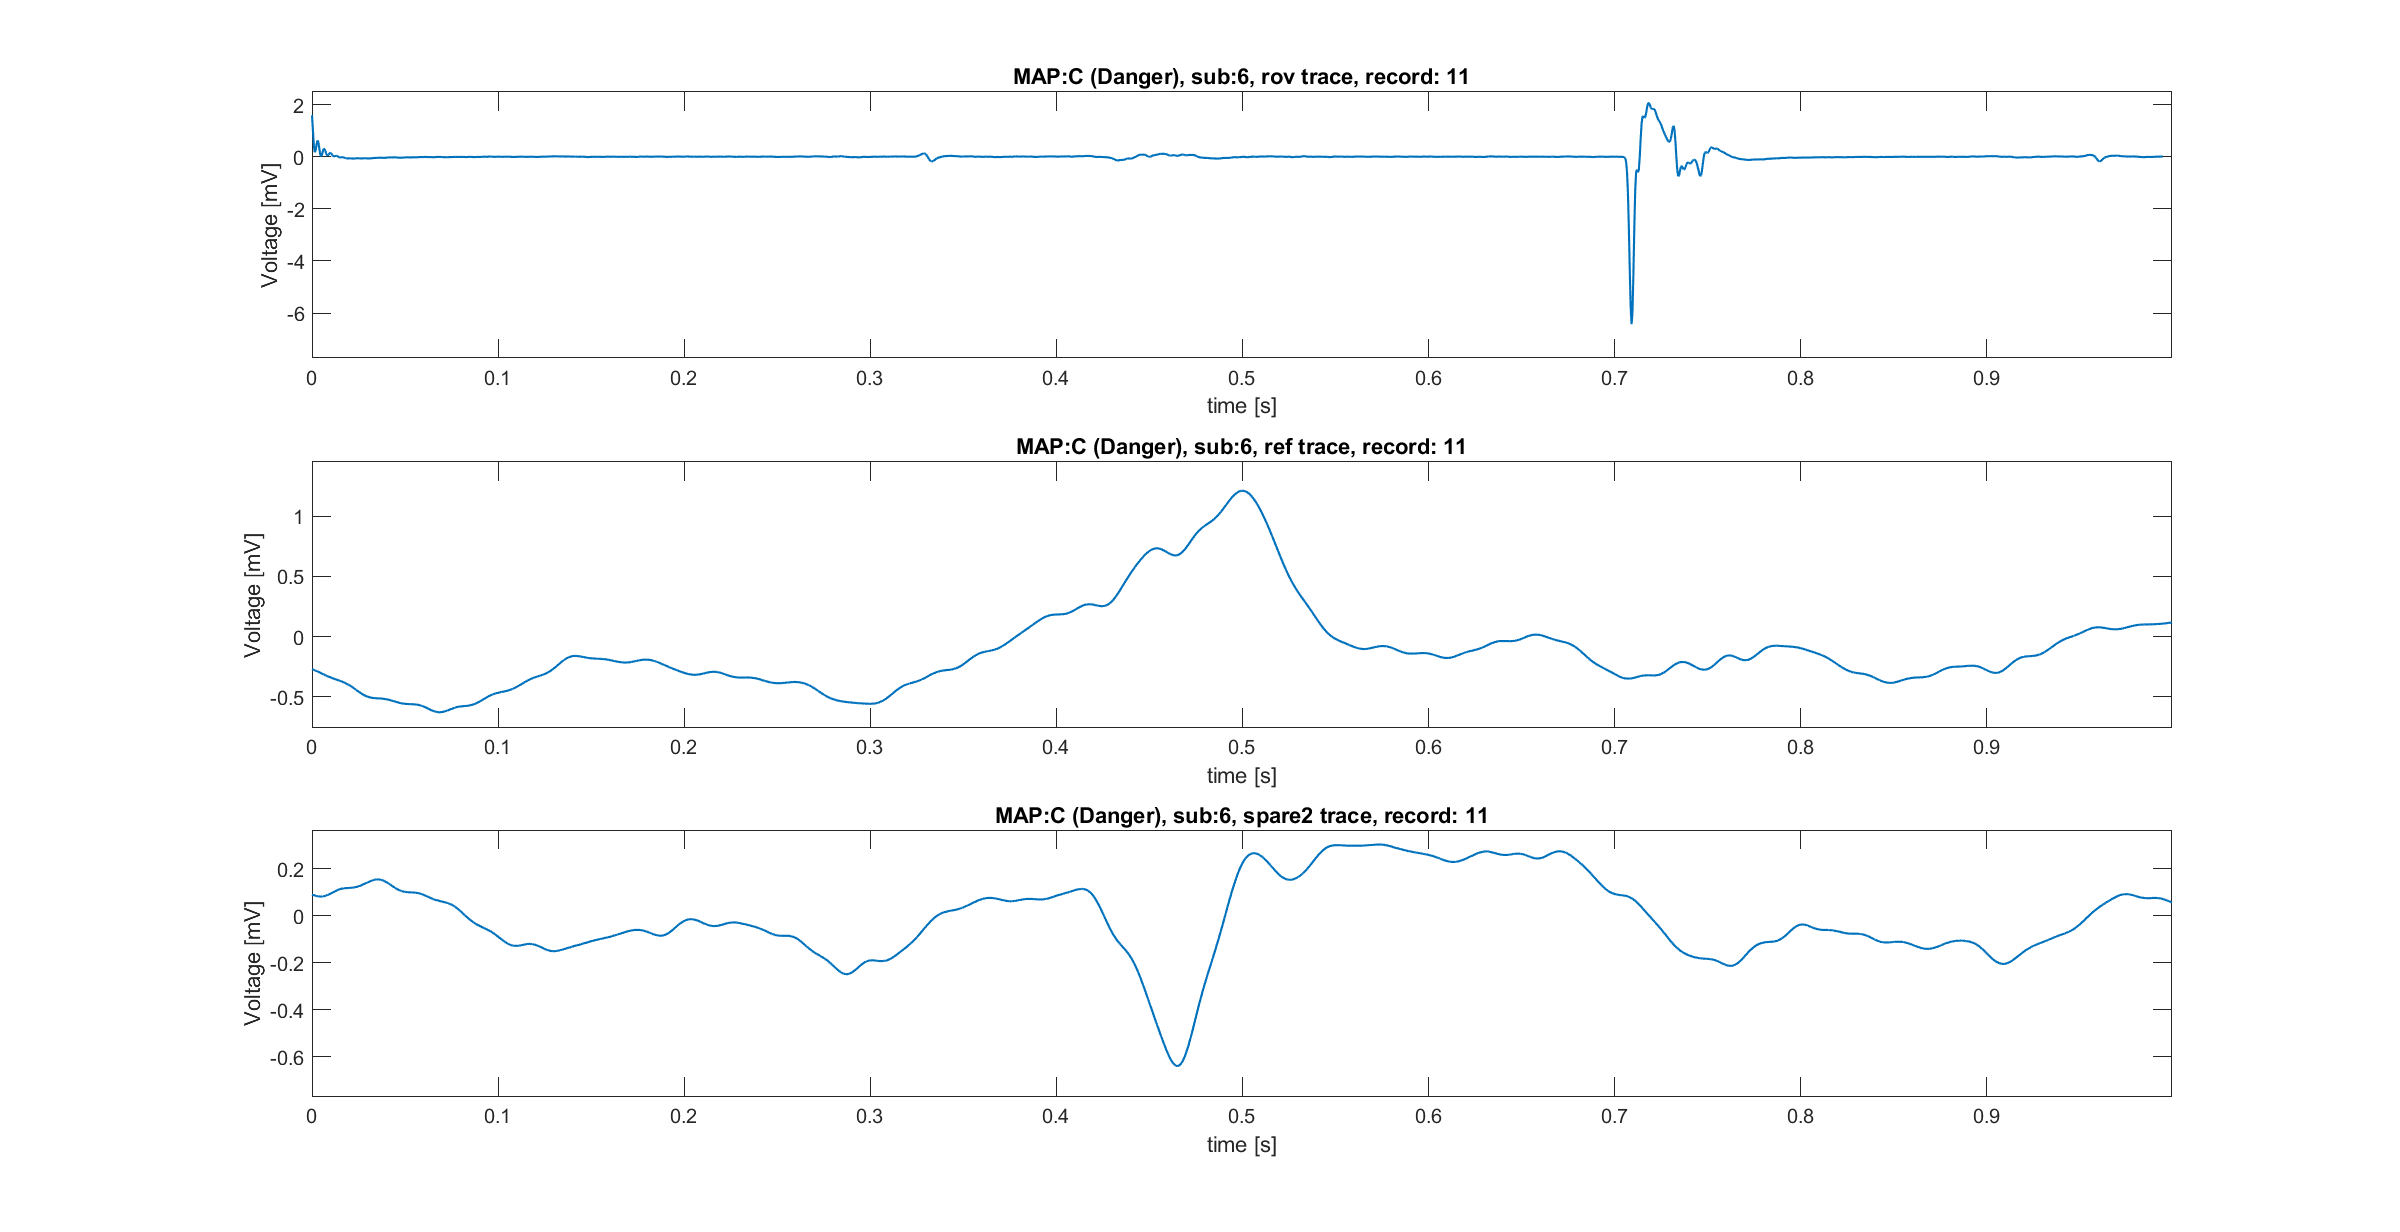 MAP:C (Danger), sub:6, rov trace, record: 11
Voltage [mV]
2
0
-2
-4
-6
0 0.1 0.2 0.3 0.4 0.5 0.6 0.7 0.8 0.9
time [s]
MAP:C (Danger), sub:6, ref trace, record: 11
Voltage [mV]
1
0.5
0
-0.5
0 0.1 0.2 0.3 0.4 0.5 0.6 0.7 0.8 0.9
time [s]
MAP:C (Danger), sub:6, spare2 trace, record: 11
Voltage [mV]
0.2
0
-0.2
-0.4
-0.6
0 0.1 0.2 0.3 0.4 0.5 0.6 0.7 0.8 0.9
time [s]